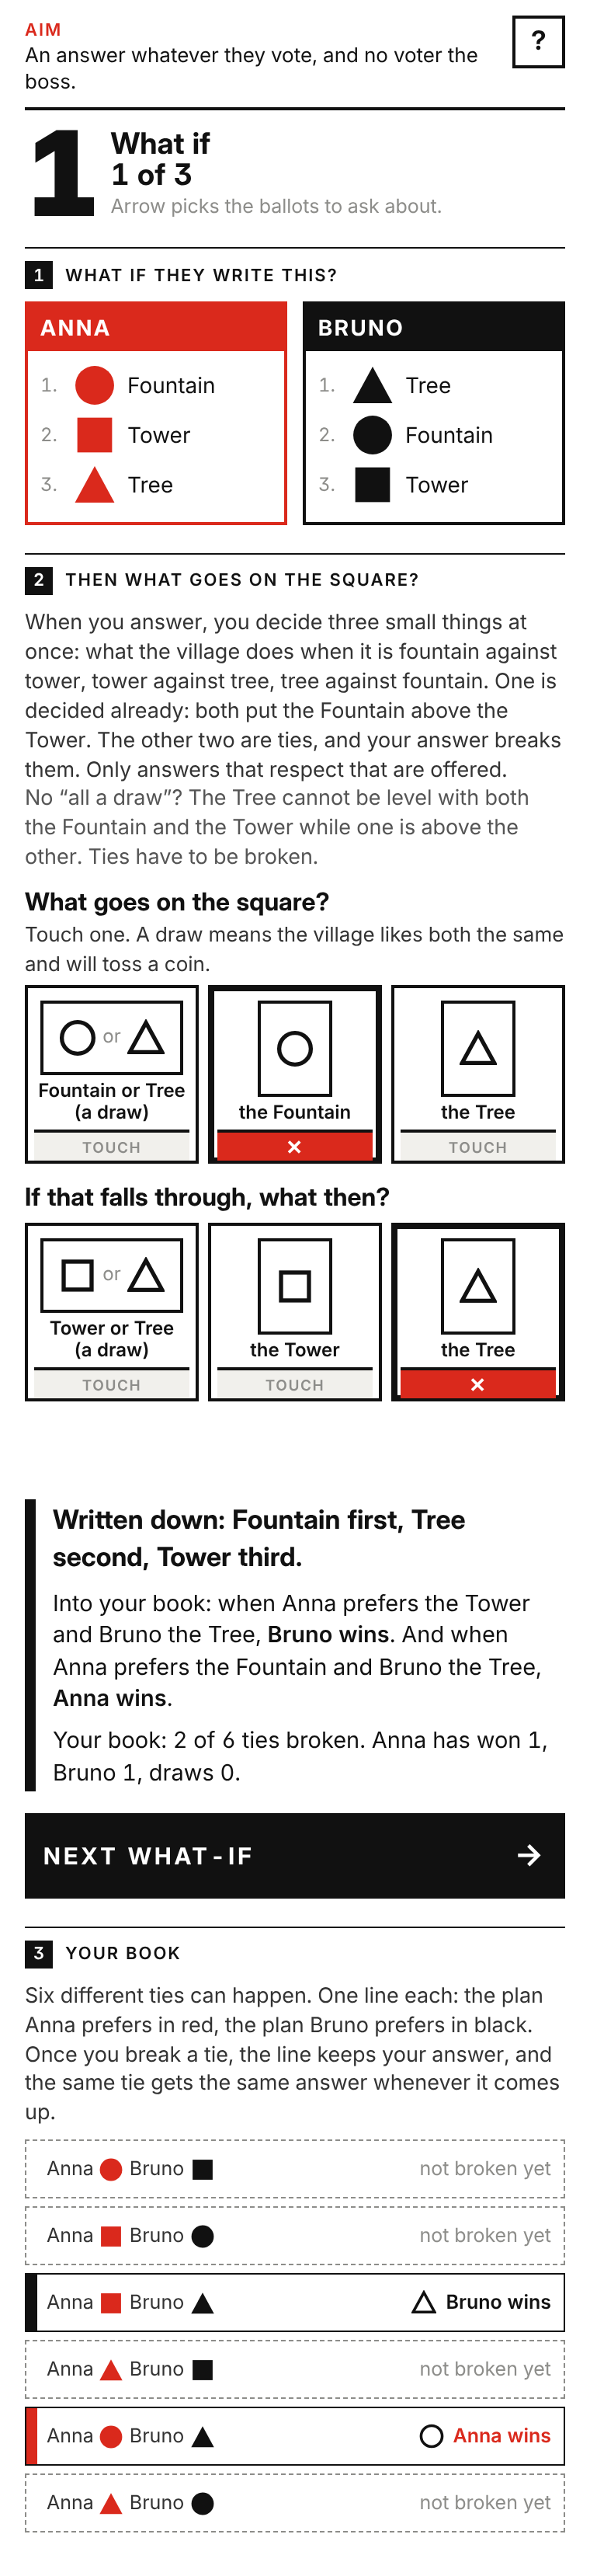 AIM
An answer whatever they vote, and no voter the
boss.
?
1
What if
1 of 3
Arrow picks the ballots to ask about.
1 WHAT IF THEY WRITE THIS?
ANNA
1. Fountain
2. Tower
3. Tree
BRUNO
1. Tree
2. Fountain
3. Tower
2 THEN WHAT GOES ON THE SQUARE?
When you answer, you decide three small things at
once: what the village does when it is fountain against
tower, tower against tree, tree against fountain. One is
decided already: both put the Fountain above the
Tower. The other two are ties, and your answer breaks
them. Only answers that respect that are offered.
No “all a draw”? The Tree cannot be level with both
the Fountain and the Tower while one is above the
other. Ties have to be broken.
What goes on the square?
Touch one. A draw means the village likes both the same
and will toss a coin.
or
Fountain or Tree
(a draw)
TOUCH
the Fountain
×
the Tree
TOUCH
If that falls through, what then?
or
Tower or Tree
(a draw)
TOUCH
the Tower
TOUCH
the Tree
×
Written down: Fountain first, Tree
second, Tower third.
Into your book: when Anna prefers the Tower
and Bruno the Tree, Bruno wins. And when
Anna prefers the Fountain and Bruno the Tree,
Anna wins.
Your book: 2 of 6 ties broken. Anna has won 1,
Bruno 1, draws 0.
NEXT WHAT-IF →
3 YOUR BOOK
Six different ties can happen. One line each: the plan
Anna prefers in red, the plan Bruno prefers in black.
Once you break a tie, the line keeps your answer, and
the same tie gets the same answer whenever it comes
up.
Anna Bruno not broken yet
Anna Bruno not broken yet
Anna Bruno Bruno wins
Anna Bruno not broken yet
Anna Bruno Anna wins
Anna Bruno not broken yet